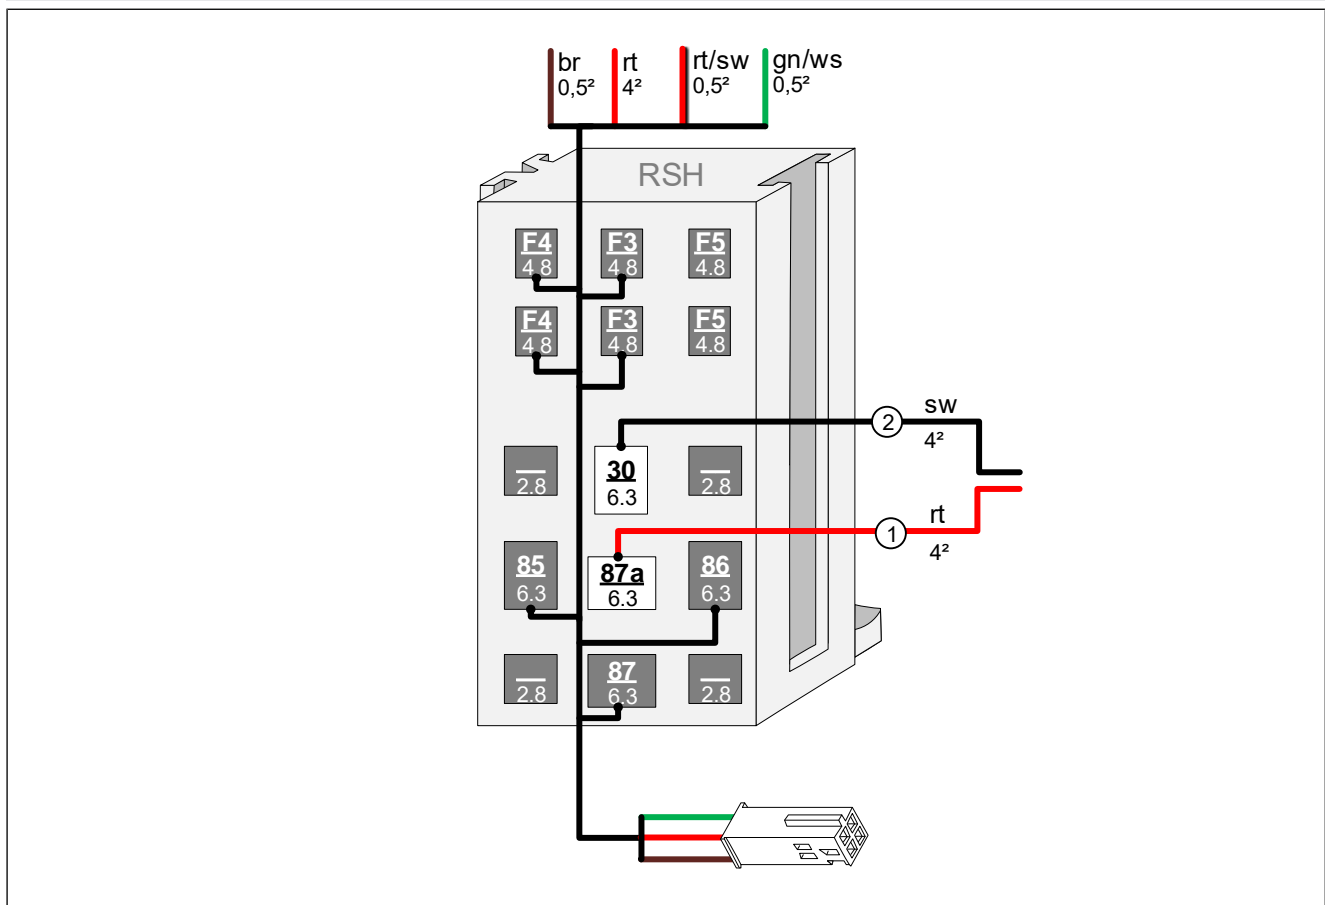 br rt rt/sw gn/ws
0,5² 4² 0,5² 0,5²
RSH
F4 F3 F5
4.8 4.8 4.8
F4 F3 F5
4.8 4.8 4.8
2 sw
4²
30
2.8 6.3 2.8
1 rt
4²
85 87a 86
6.3 6.3 6.3
87
2.8 6.3 2.8